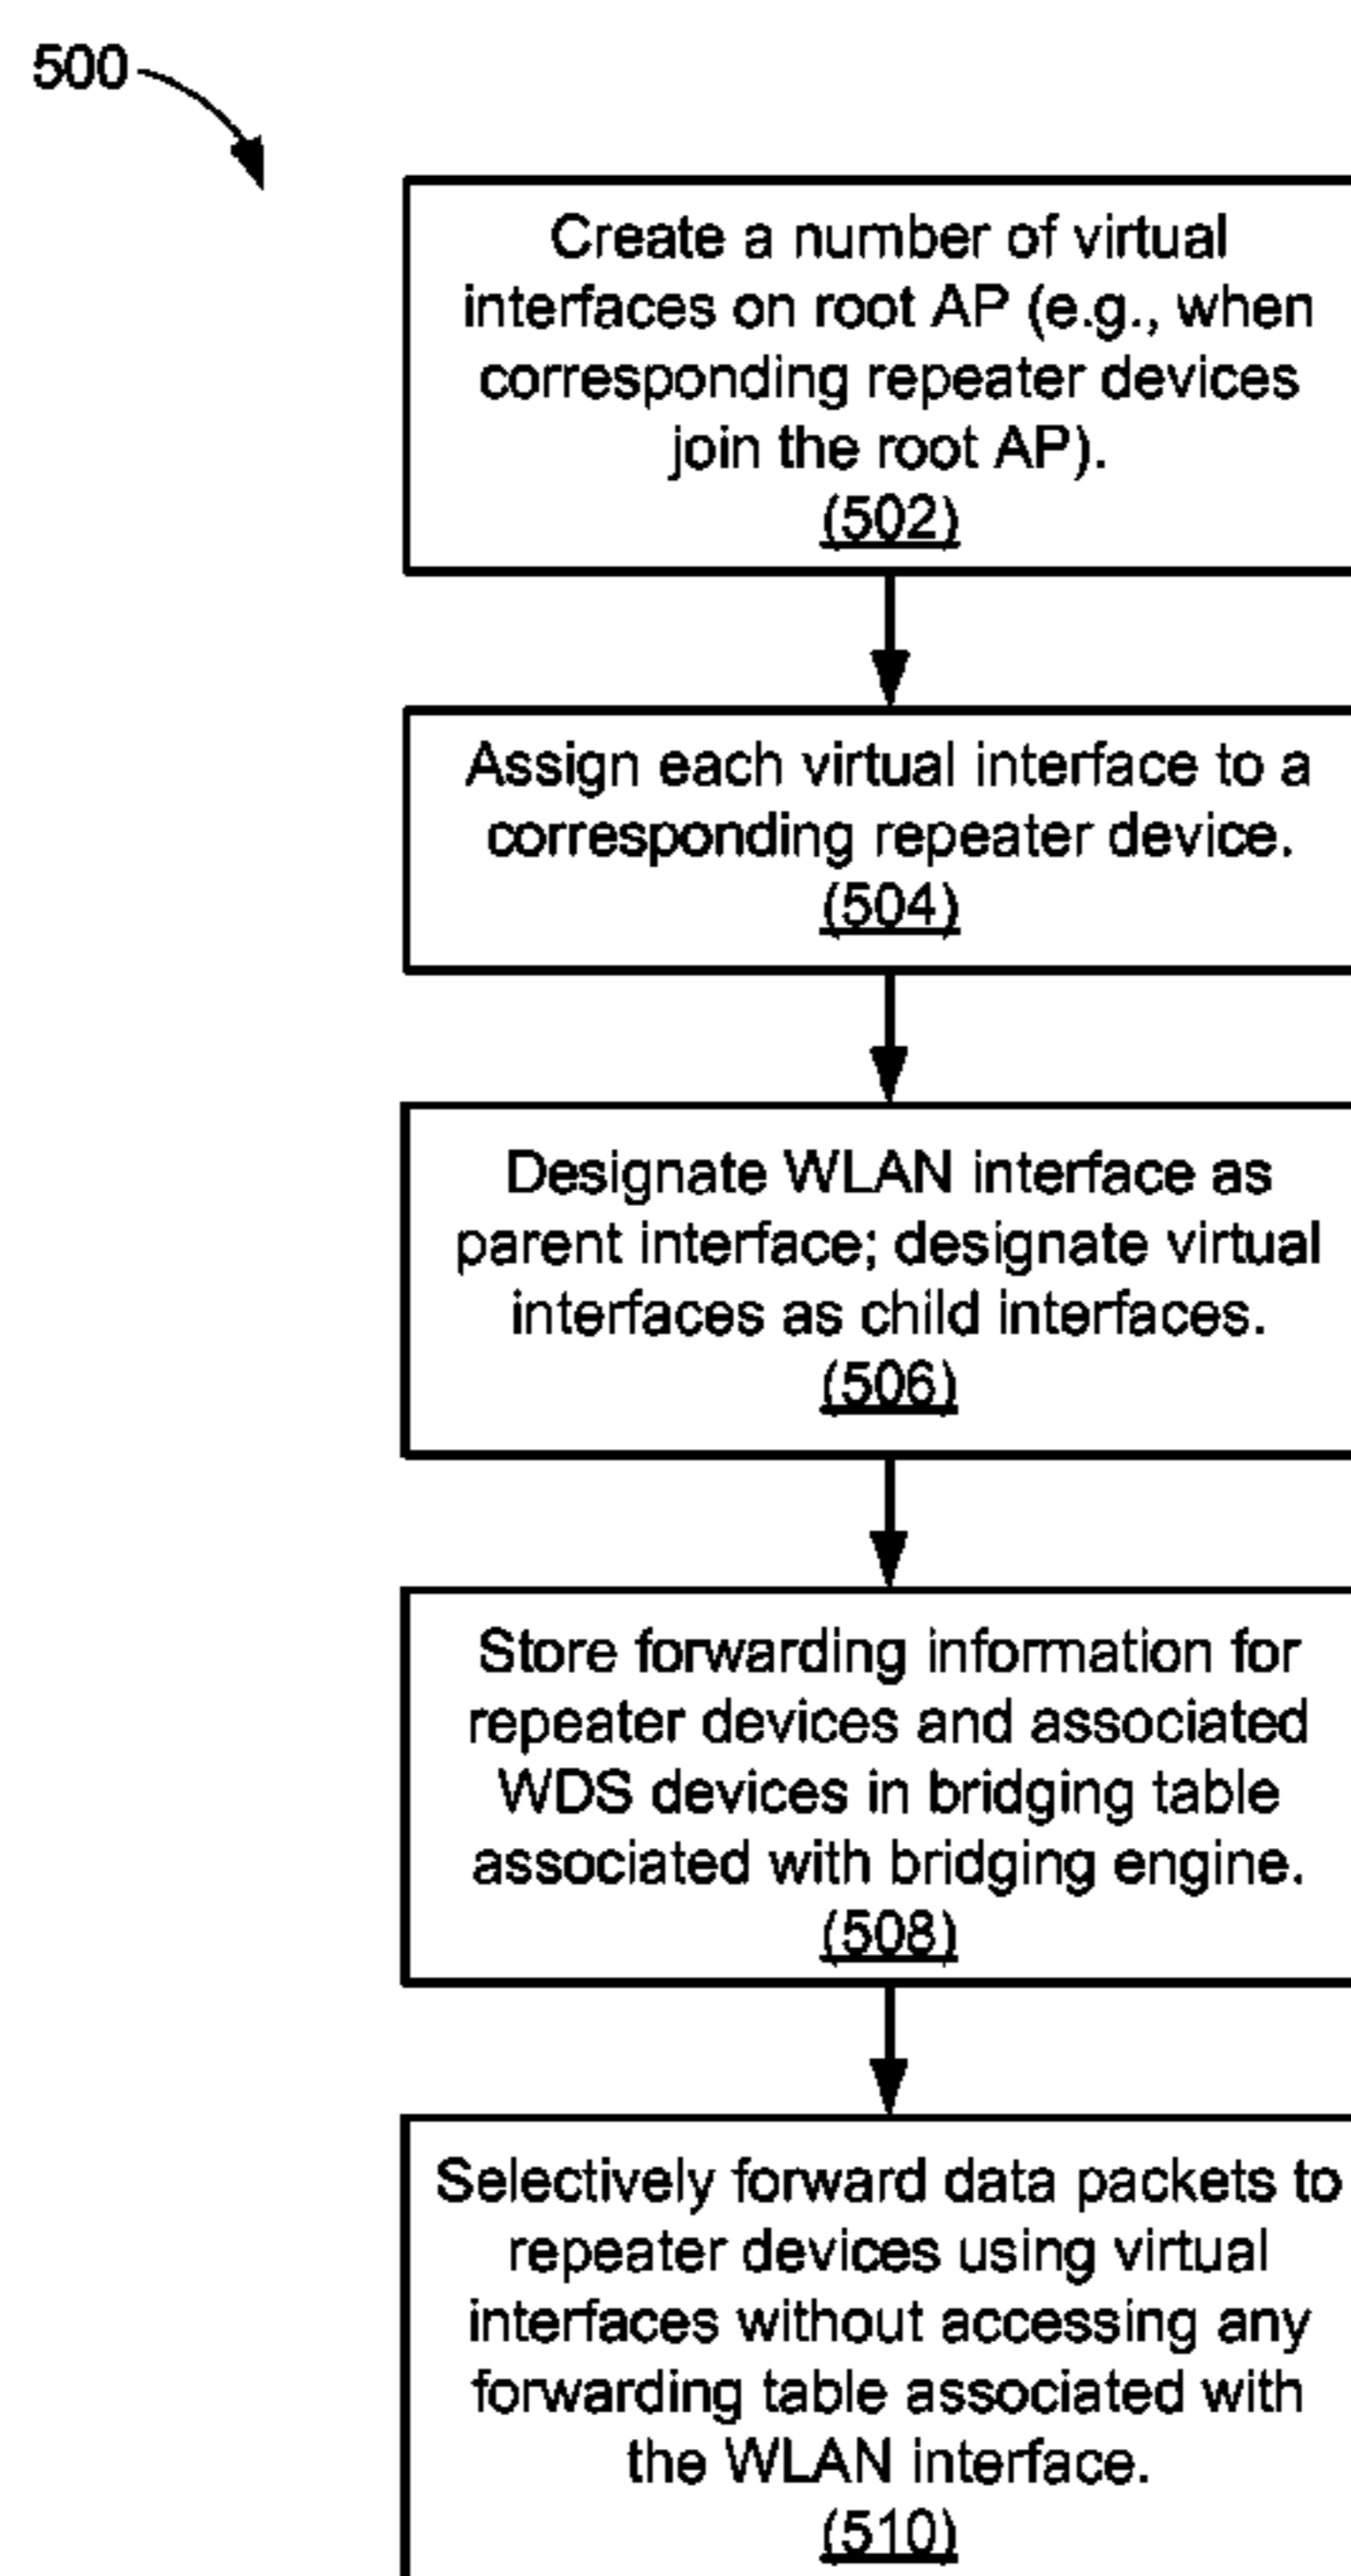 500
Create a number of virtual
interfaces on root AP (e.g., when
corresponding repeater devices
join the root AP).
(502)
Assign each virtual interface to a
corresponding repeater device.
(504)
Designate WLAN interface as
parent interface; designate virtual
interfaces as child interfaces.
(506)
Store forwarding information for
repeater devices and associated
WDS devices in bridging table
associated with bridging engine.
(508)
Selectively forward data packets to
repeater devices using virtual
interfaces without accessing any
forwarding table associated with
the WLAN interface.
(510)